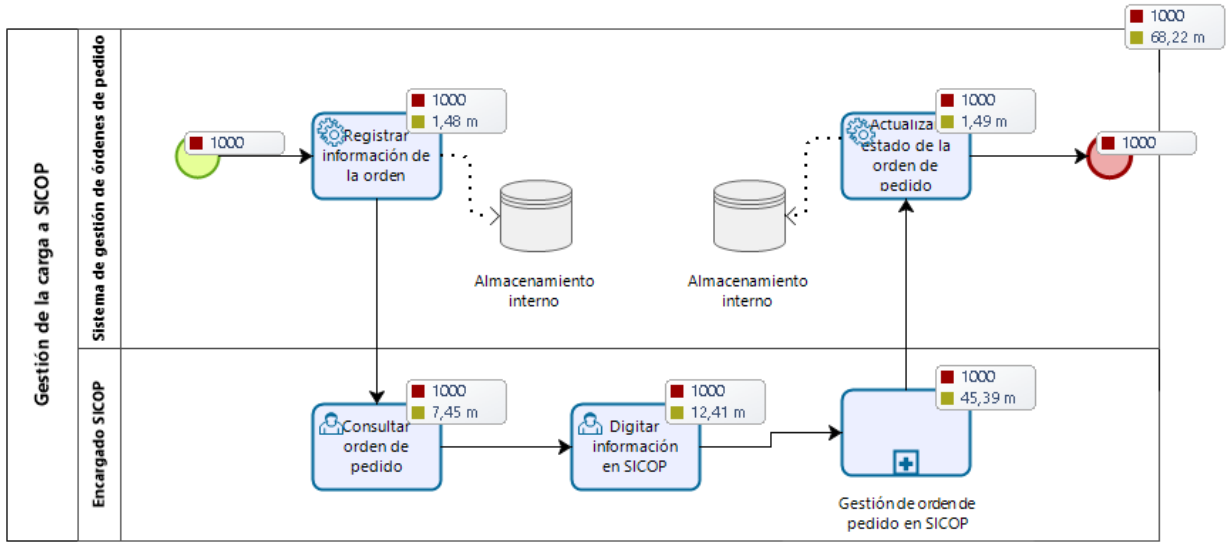 1000
68,22 m
Gestión de la carga a SICOP
Sistema de gestión de órdenes de pedido
1000
1000
1,48 m
Registrar
información de
la orden
Almacenamiento
interno
Almacenamiento
interno
1000
1,49 m
Actualizar
estado de la
orden de
pedido
1000
Encargado SICOP
1000
7,45 m
Consultar
orden de
pedido
1000
12,41 m
Digitar
información
en SICOP
1000
45,39 m
Gestión de orden de
pedido en SICOP